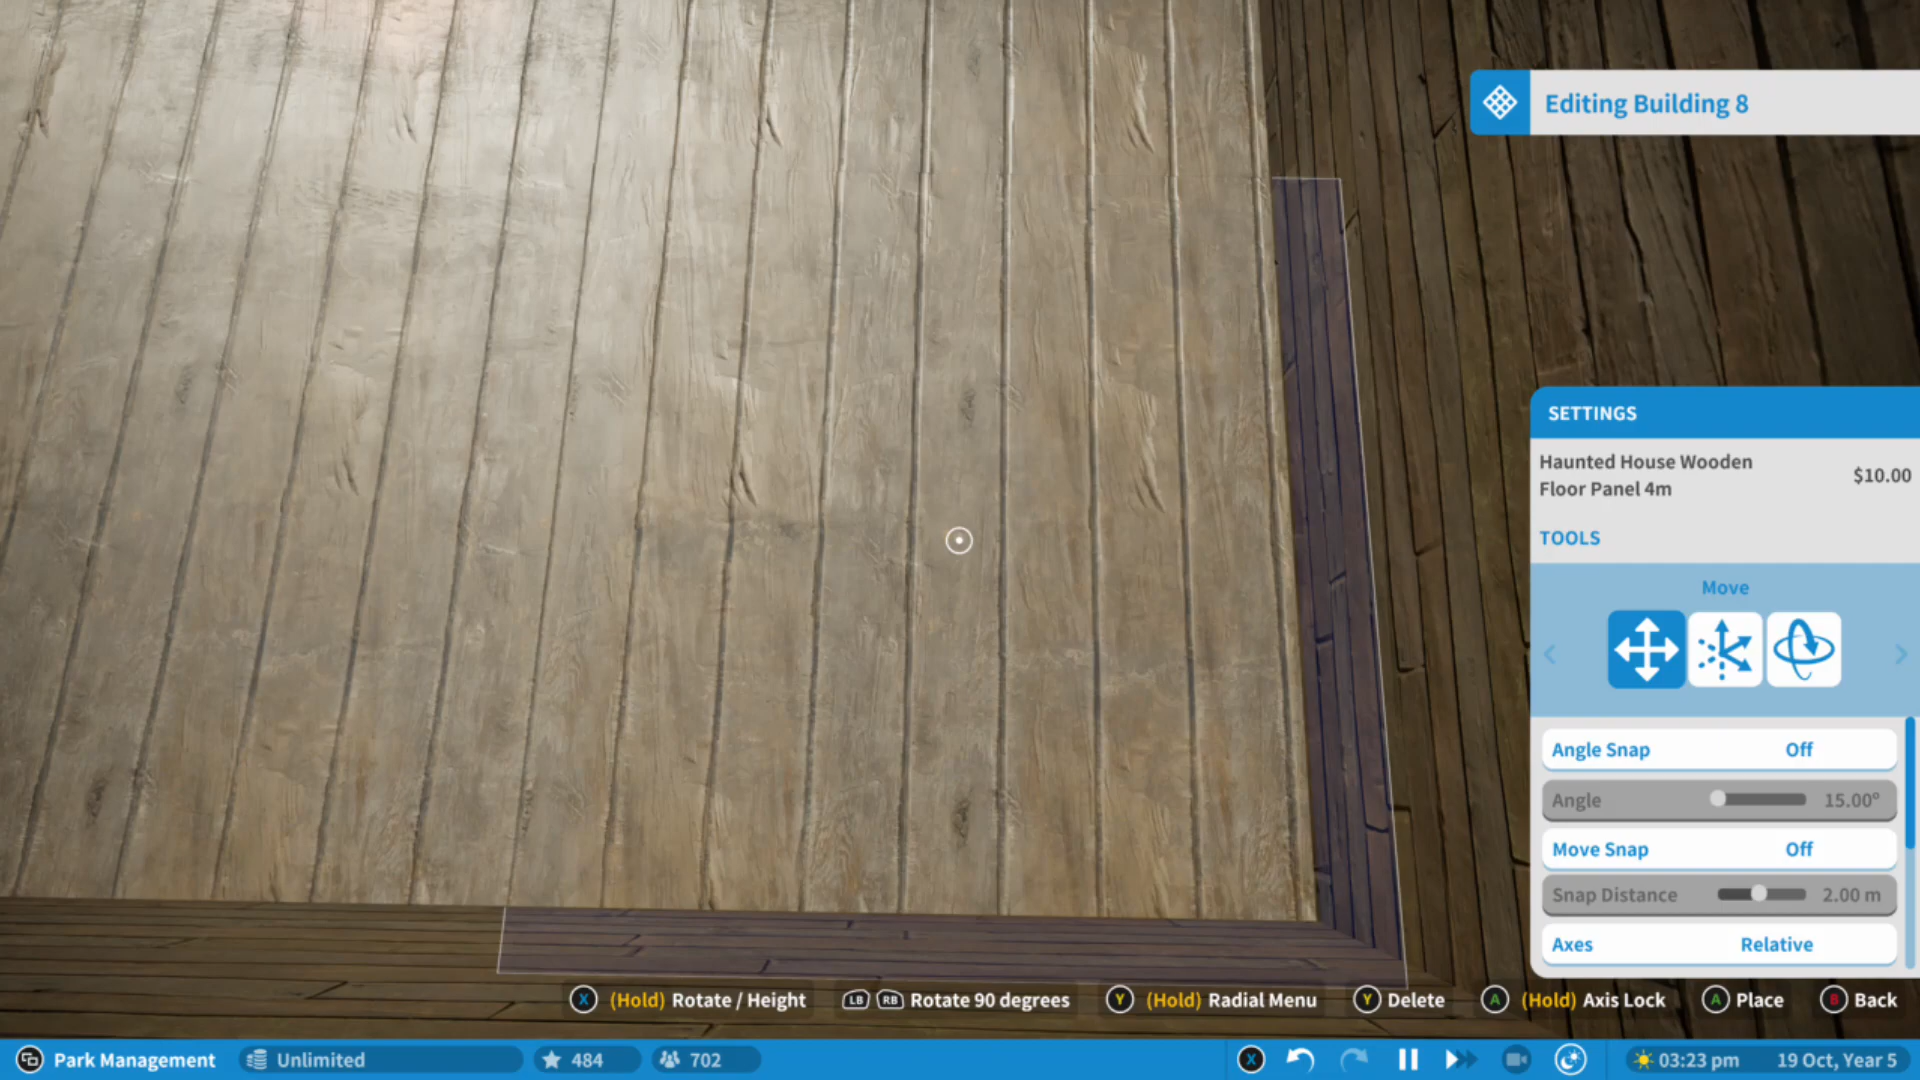 Editing Building 8
SETTINGS
Haunted House Wooden
Floor Panel 4m
$10.00
TOOLS
Move
Angle Snap Off
Angle 15.00°
Move Snap Off
Snap Distance 2.00 m
Axes Relative
X (Hold) Rotate / Height LB RB Rotate 90 degrees Y (Hold) Radial Menu Y Delete A (Hold) Axis Lock A Place B Back
Park Management Unlimited 484 702 X 03:23 pm 19 Oct, Year 5